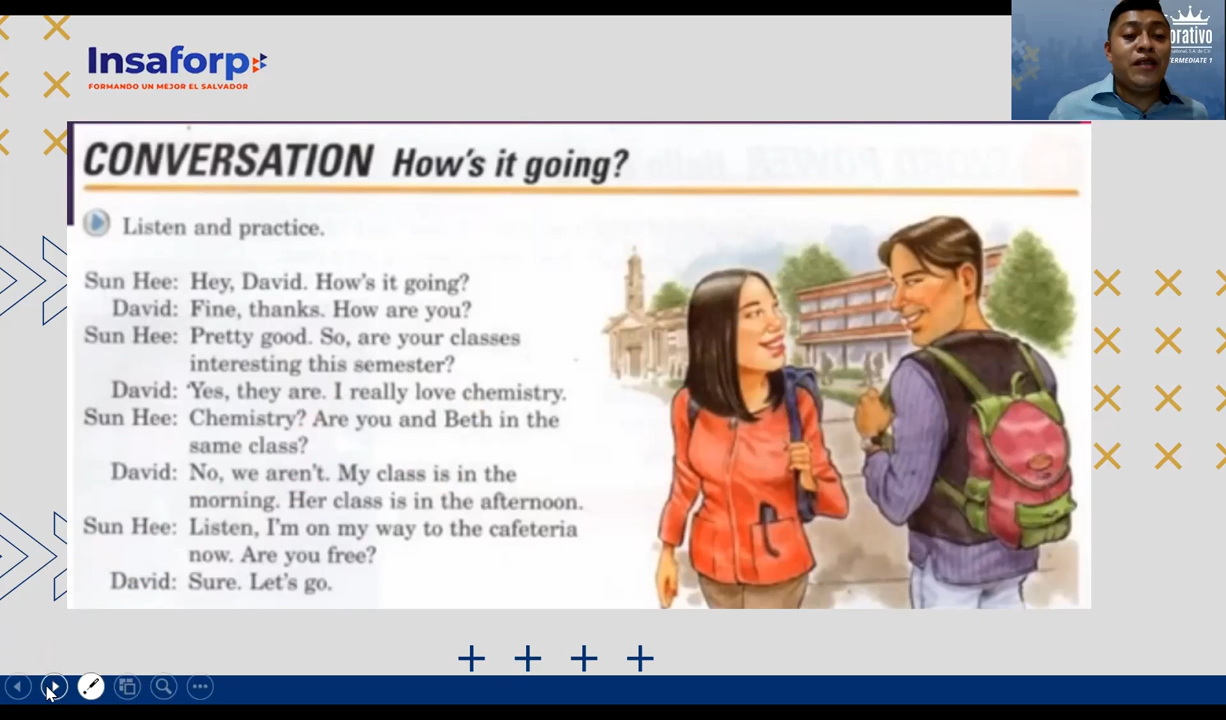 Insaforp
FORMANDO UN MEJOR EL SALVADOR
orativo
TERMEDIATE 1
CONVERSATION How's it going?
Listen and practice.
Sun Hee: Hey, David. How's it going?
David: Fine, thanks. How are you?
Sun Hee: Pretty good. So, are your classes
interesting this semester?
David: Yes, they are. I really love chemistry.
Sun Hee: Chemistry? Are you and Beth in the
same class?
David: No, we aren't. My class is in the
morning. Her class is in the afternoon.
Sun Hee: Listen, I'm on my way to the cafeteria
now. Are you free?
David: Sure. Let's go.